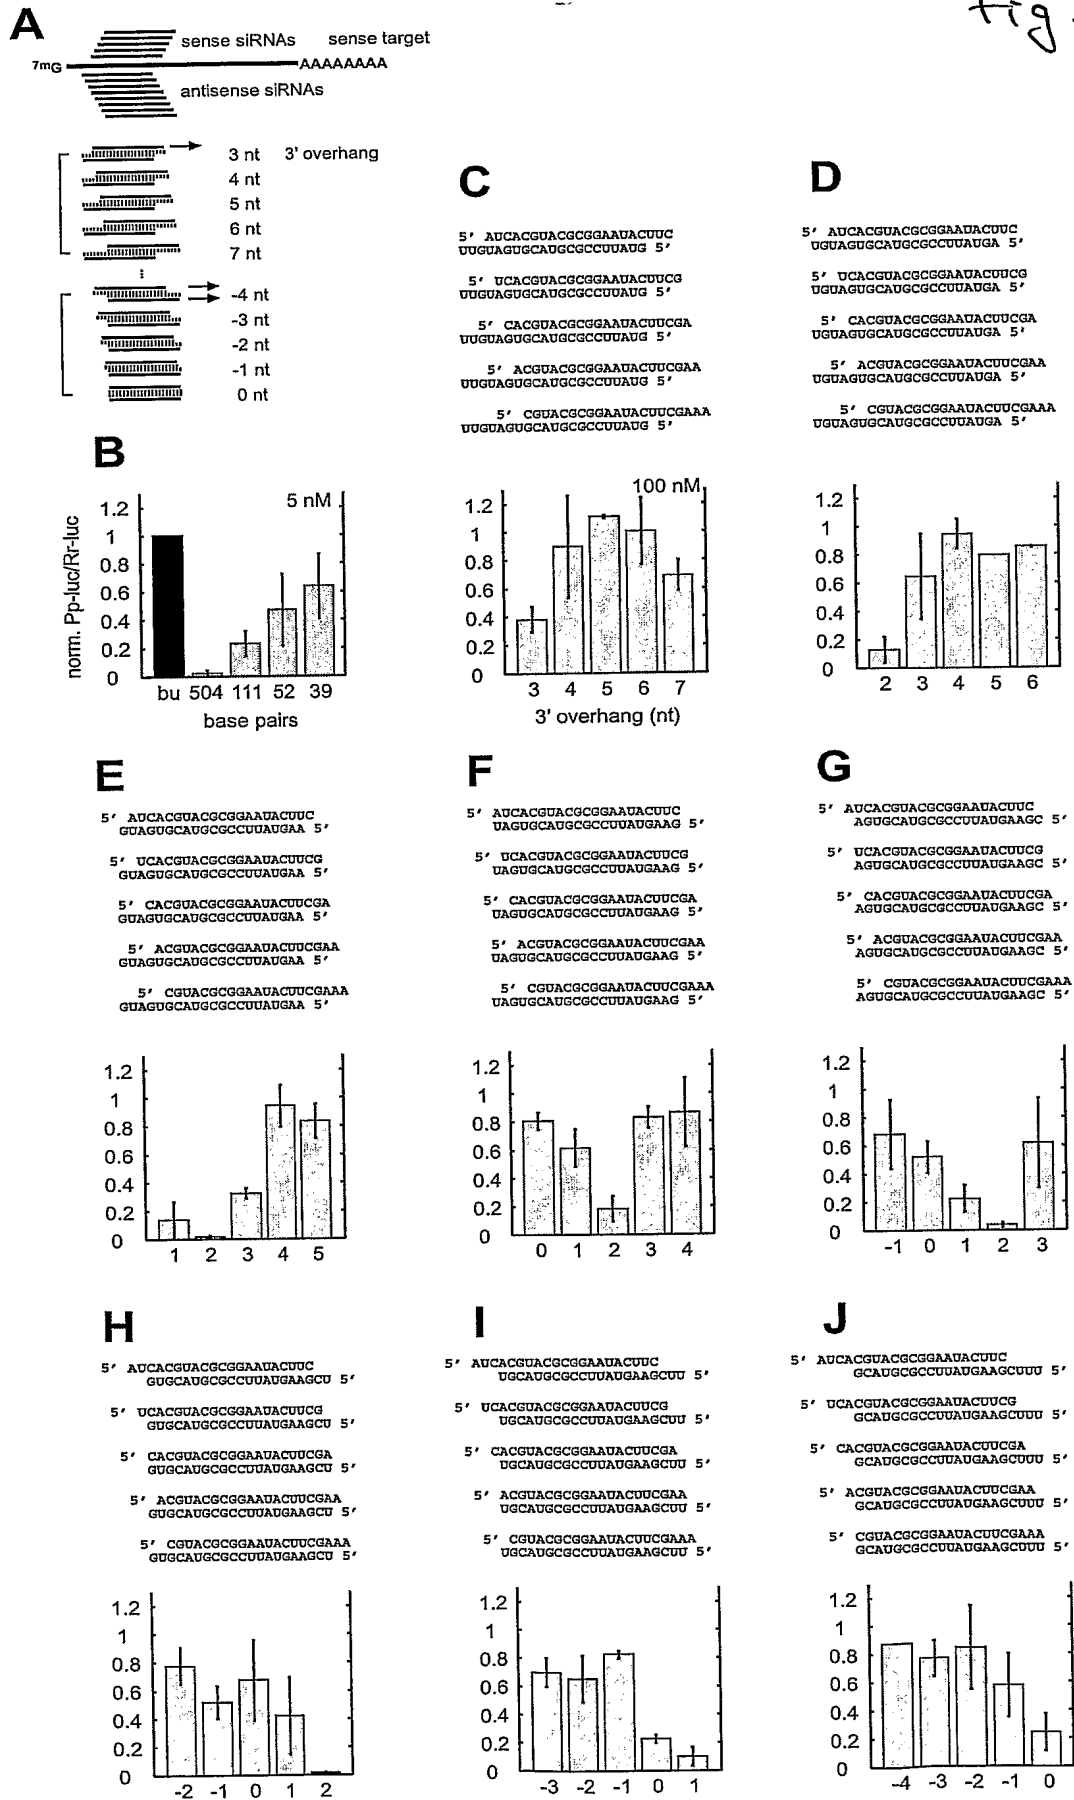 Fig.
A
sense siRNAs sense target
7mG AAAAAAAA
antisense siRNAs
3 nt 3' overhang
4 nt
5 nt
6 nt
7 nt
-4 nt
-3 nt
-2 nt
-1 nt
0 nt
B
5 nM
norm. Pp-luc/Rr-luc
1.2
1
0.8
0.6
0.4
0.2
0
bu 504 111 52 39
base pairs
C
5' AUCACGUACGCGGAAUACUUC
UUGUAGUGCAUGCGCCUUAUG 5'
5' UCACGUACGCGGAAUACUUCG
UUGUAGUGCAUGCGCCUUAUG 5'
5' CACGUACGCGGAAUACUUCGA
UUGUAGUGCAUGCGCCUUAUG 5'
5' ACGUACGCGGAAUACUUCGAA
UUGUAGUGCAUGCGCCUUAUG 5'
5' CGUACGCGGAAUACUUCGAAA
UUGUAGUGCAUGCGCCUUAUG 5'
100 nM
1.2
1
0.8
0.6
0.4
0.2
0
3 4 5 6 7
3' overhang (nt)
D
5' AUCACGUACGCGGAAUACUUC
UGUAGUGCAUGCGCCUUAUGA 5'
5' UCACGUACGCGGAAUACUUCG
UGUAGUGCAUGCGCCUUAUGA 5'
5' CACGUACGCGGAAUACUUCGA
UGUAGUGCAUGCGCCUUAUGA 5'
5' ACGUACGCGGAAUACUUCGAA
UGUAGUGCAUGCGCCUUAUGA 5'
5' CGUACGCGGAAUACUUCGAAA
UGUAGUGCAUGCGCCUUAUGA 5'
1.2
1
0.8
0.6
0.4
0.2
0
2 3 4 5 6
E
5' AUCACGUACGCGGAAUACUUC
GUAGUGCAUGCGCCUUAUGAA 5'
5' UCACGUACGCGGAAUACUUCG
GUAGUGCAUGCGCCUUAUGAA 5'
5' CACGUACGCGGAAUACUUCGA
GUAGUGCAUGCGCCUUAUGAA 5'
5' ACGUACGCGGAAUACUUCGAA
GUAGUGCAUGCGCCUUAUGAA 5'
5' CGUACGCGGAAUACUUCGAAA
GUAGUGCAUGCGCCUUAUGAA 5'
1.2
1
0.8
0.6
0.4
0.2
0
1 2 3 4 5
F
5' AUCACGUACGCGGAAUACUUC
UAGUGCAUGCGCCUUAUGAAG 5'
5' UCACGUACGCGGAAUACUUCG
UAGUGCAUGCGCCUUAUGAAG 5'
5' CACGUACGCGGAAUACUUCGA
UAGUGCAUGCGCCUUAUGAAG 5'
5' ACGUACGCGGAAUACUUCGAA
UAGUGCAUGCGCCUUAUGAAG 5'
5' CGUACGCGGAAUACUUCGAAA
UAGUGCAUGCGCCUUAUGAAG 5'
1.2
1
0.8
0.6
0.4
0.2
0
0 1 2 3 4
G
5' AUCACGUACGCGGAAUACUUC
AGUGCAUGCGCCUUAUGAAGC 5'
5' UCACGUACGCGGAAUACUUCG
AGUGCAUGCGCCUUAUGAAGC 5'
5' CACGUACGCGGAAUACUUCGA
AGUGCAUGCGCCUUAUGAAGC 5'
5' ACGUACGCGGAAUACUUCGAA
AGUGCAUGCGCCUUAUGAAGC 5'
5' CGUACGCGGAAUACUUCGAAA
AGUGCAUGCGCCUUAUGAAGC 5'
1.2
1
0.8
0.6
0.4
0.2
0
-1 0 1 2 3
H
5' AUCACGUACGCGGAAUACUUC
GUGCAUGCGCCUUAUGAAGCU 5'
5' UCACGUACGCGGAAUACUUCG
GUGCAUGCGCCUUAUGAAGCU 5'
5' CACGUACGCGGAAUACUUCGA
GUGCAUGCGCCUUAUGAAGCU 5'
5' ACGUACGCGGAAUACUUCGAA
GUGCAUGCGCCUUAUGAAGCU 5'
5' CGUACGCGGAAUACUUCGAAA
GUGCAUGCGCCUUAUGAAGCU 5'
1.2
1
0.8
0.6
0.4
0.2
0
-2 -1 0 1 2
I
5' AUCACGUACGCGGAAUACUUC
UGCAUGCGCCUUAUGAAGCUU 5'
5' UCACGUACGCGGAAUACUUCG
UGCAUGCGCCUUAUGAAGCUU 5'
5' CACGUACGCGGAAUACUUCGA
UGCAUGCGCCUUAUGAAGCUU 5'
5' ACGUACGCGGAAUACUUCGAA
UGCAUGCGCCUUAUGAAGCUU 5'
5' CGUACGCGGAAUACUUCGAAA
UGCAUGCGCCUUAUGAAGCUU 5'
1.2
1
0.8
0.6
0.4
0.2
0
-3 -2 -1 0 1
J
5' AUCACGUACGCGGAAUACUUC
GCAUGCGCCUUAUGAAGCUUU 5'
5' UCACGUACGCGGAAUACUUCG
GCAUGCGCCUUAUGAAGCUUU 5'
5' CACGUACGCGGAAUACUUCGA
GCAUGCGCCUUAUGAAGCUUU 5'
5' ACGUACGCGGAAUACUUCGAA
GCAUGCGCCUUAUGAAGCUUU 5'
5' CGUACGCGGAAUACUUCGAAA
GCAUGCGCCUUAUGAAGCUUU 5'
1.2
1
0.8
0.6
0.4
0.2
0
-4 -3 -2 -1 0